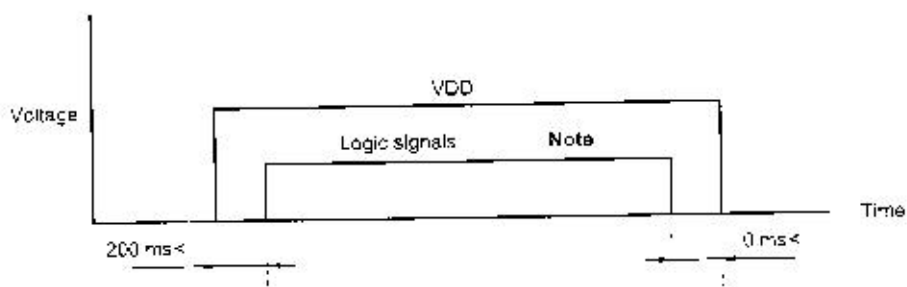 VDD
Voltage
Logic signals Note
Time
200 ms<
0 ms<